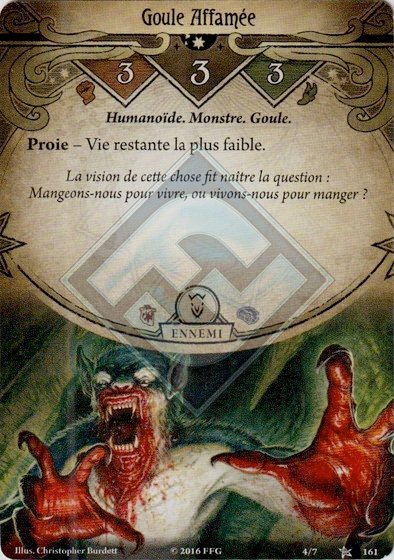 Goule Affamée
3 3 3
Humanoïde. Monstre. Goule.
Proie – Vie restante la plus faible.
La vision de cette chose fit naître la question :
Mangeons-nous pour vivre, ou vivons-nous pour manger ?
ENNEMI
Illus. Christopher Burdett © 2016 FFG 4/7 161